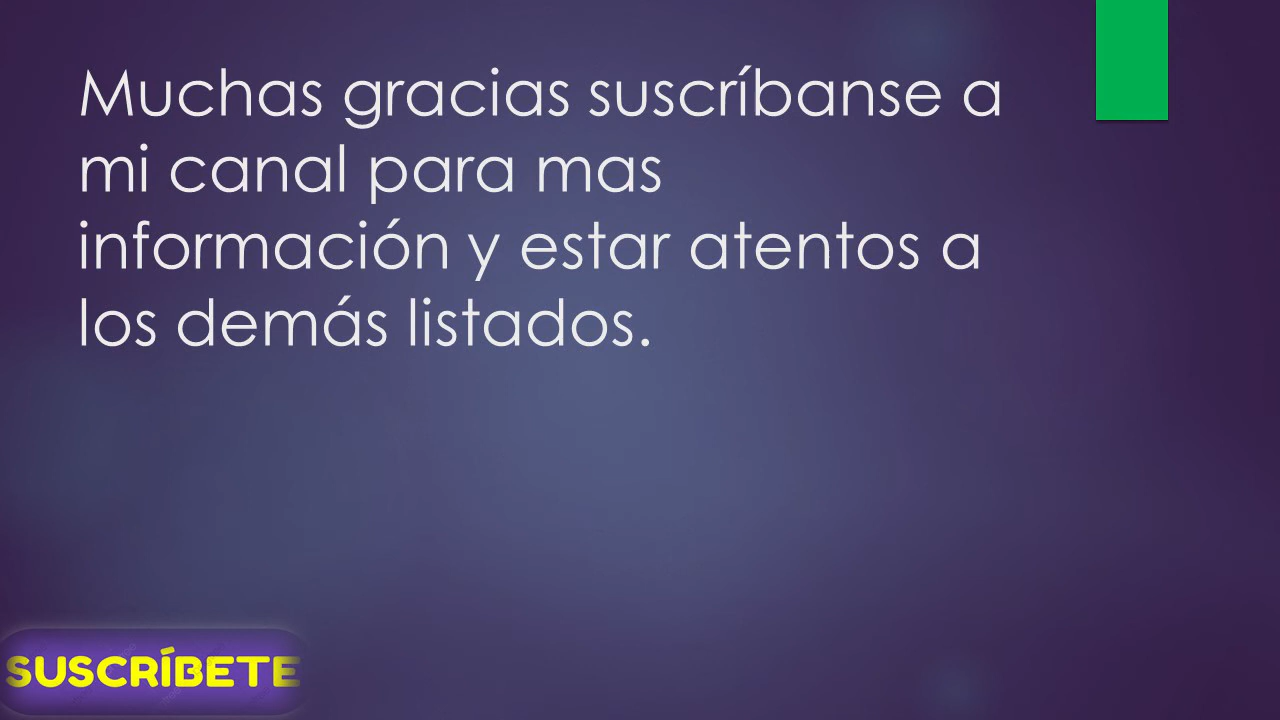 Muchas gracias suscríbanse a
mi canal para mas
información y estar atentos a
los demás listados.
SUSCRÍBETE